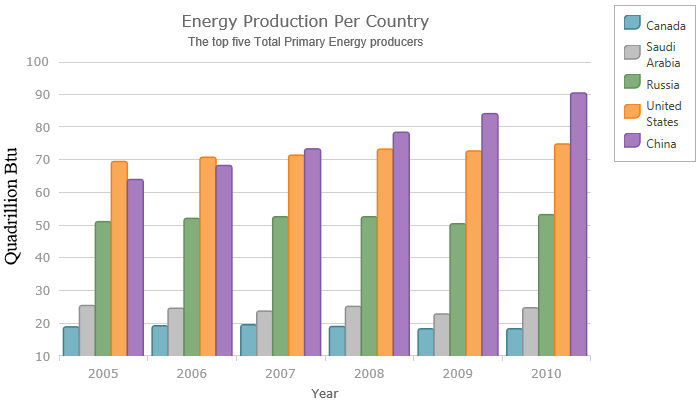 Energy Production Per Country
The top five Total Primary Energy producers
Canada
Saudi
Arabia
Russia
United
States
China
Quadrillion Btu
100
90
80
70
60
50
40
30
20
10
2005 2006 2007 2008 2009 2010
Year